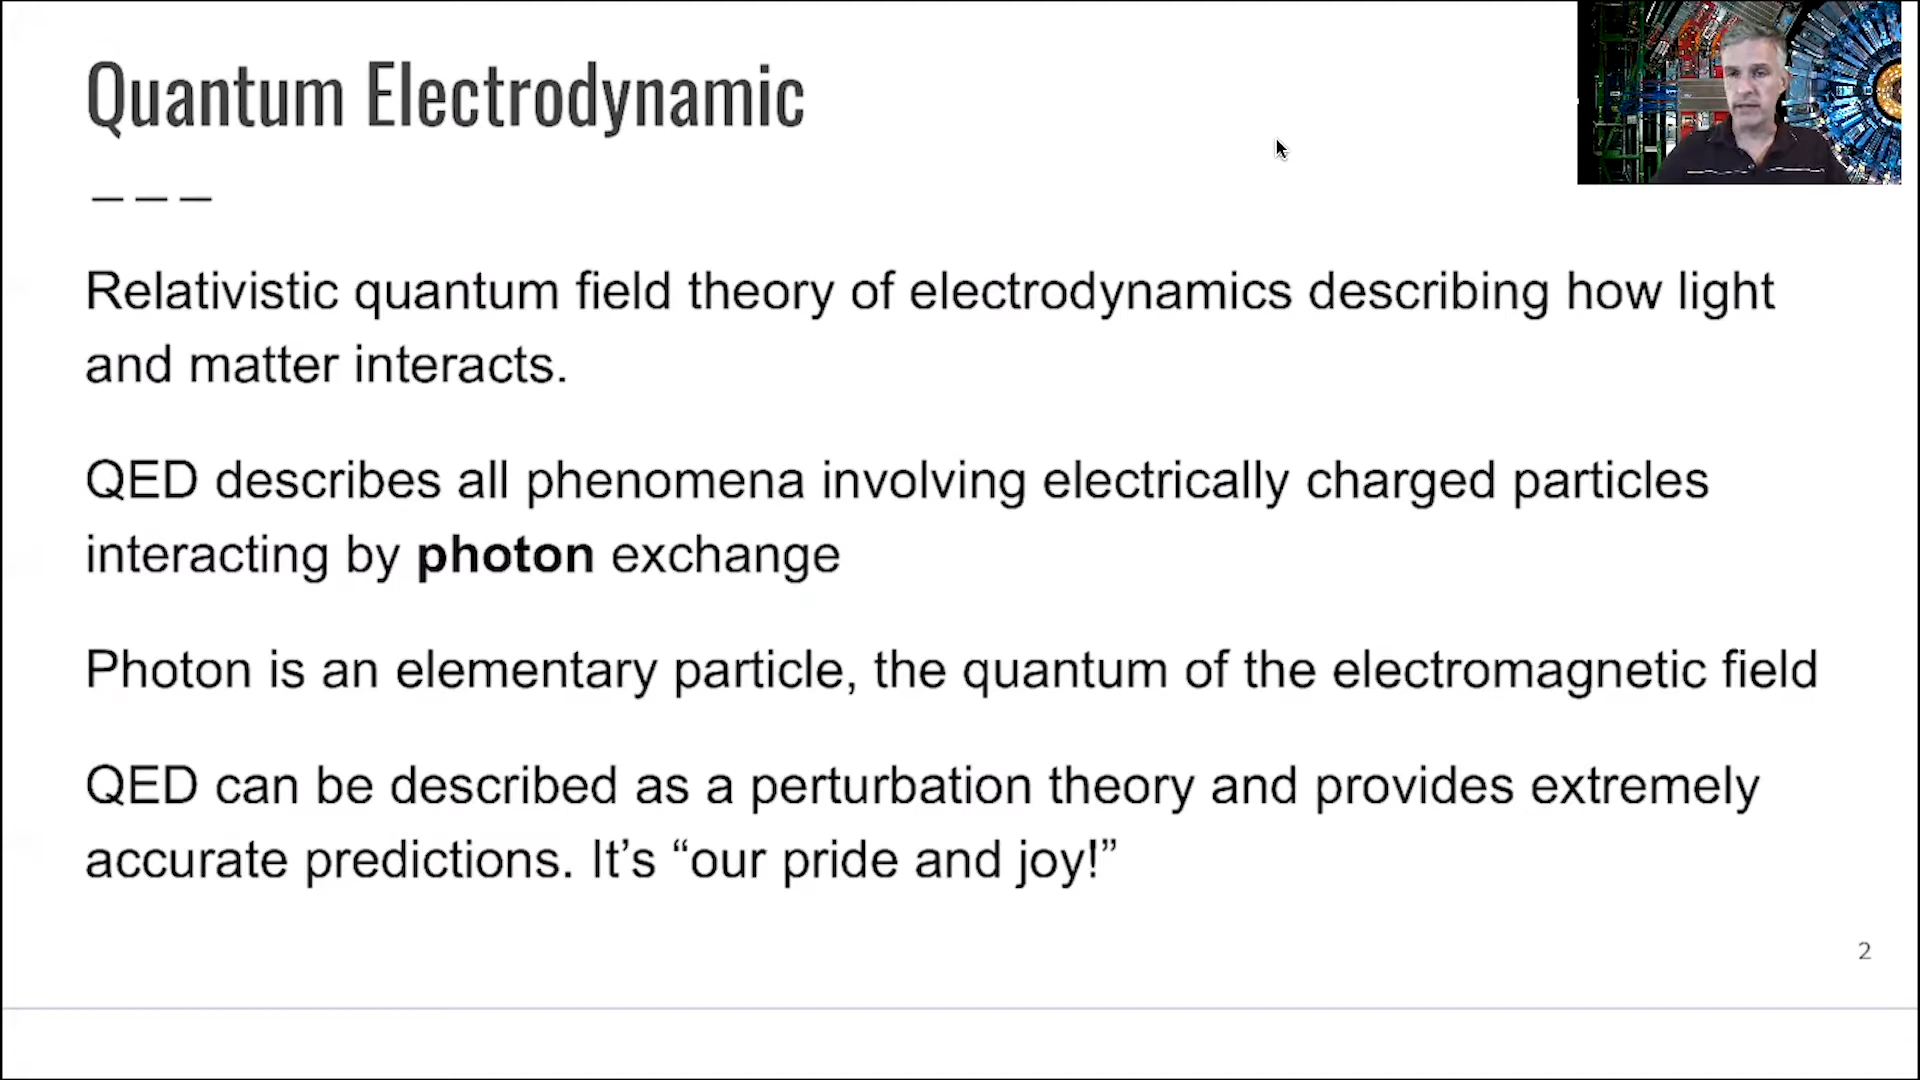 Quantum Electrodynamic
Relativistic quantum field theory of electrodynamics describing how light
and matter interacts.
QED describes all phenomena involving electrically charged particles
interacting by photon exchange
Photon is an elementary particle, the quantum of the electromagnetic field
QED can be described as a perturbation theory and provides extremely
accurate predictions. It’s “our pride and joy!”
2